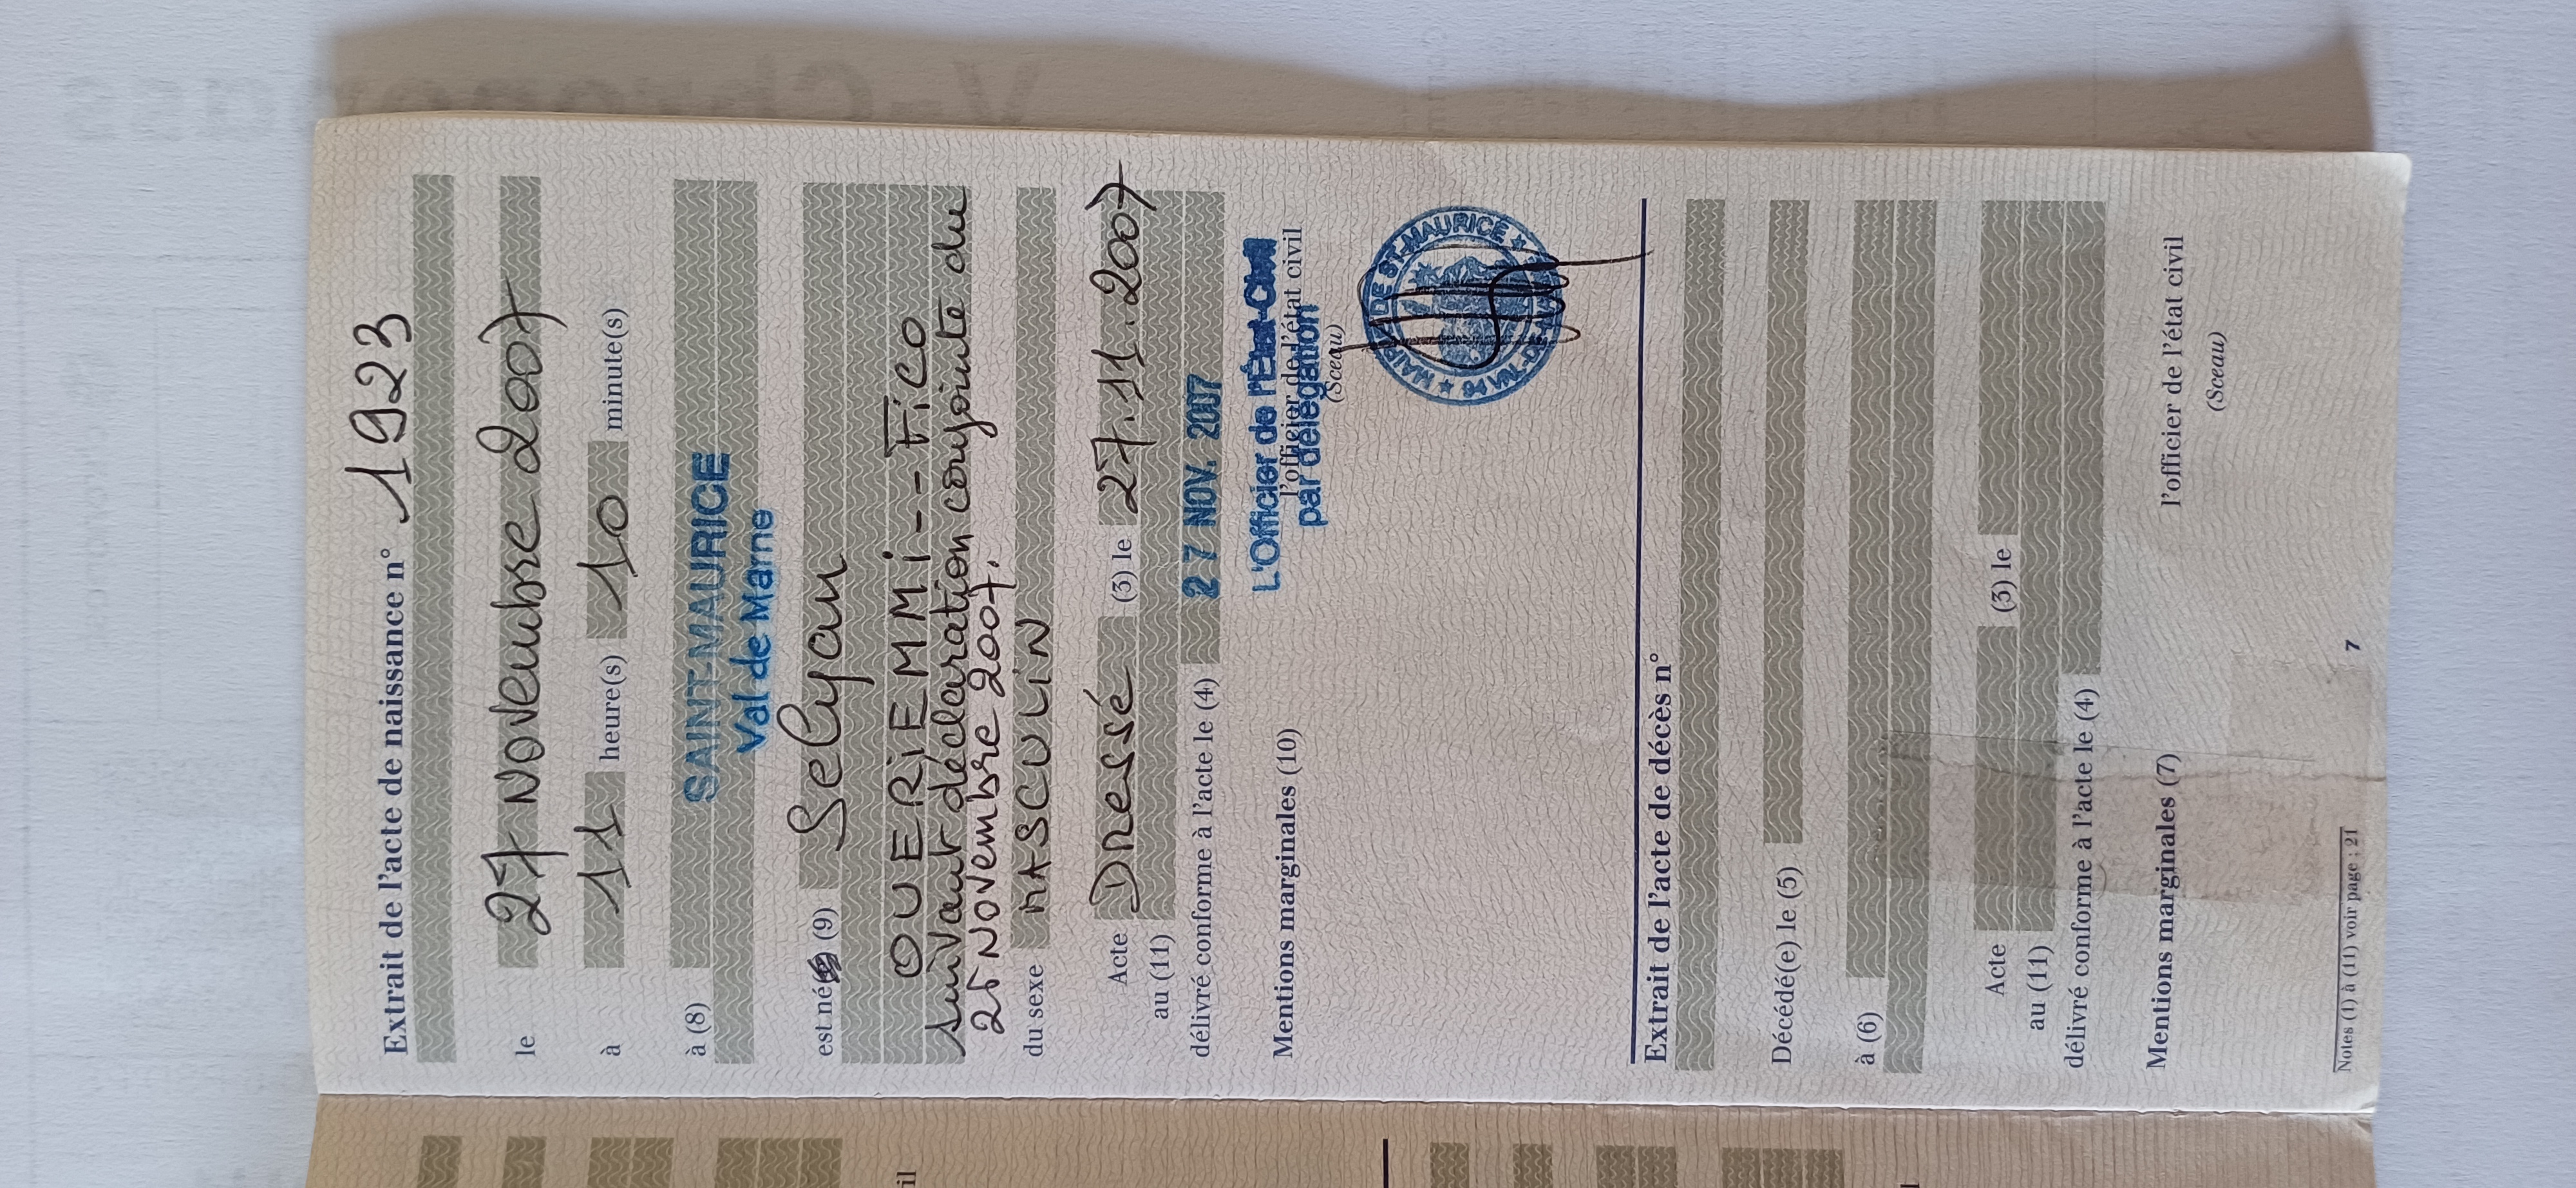 Extrait de l'acte de naissance n° 1923
le 27 Novembre 2007
à 11 heure(s) 10 minute(s)
à (8) SAINT-MAURICE
Val de Marne
est né (9) Selyan
OUERIEMMI -- FICO
suivant déclaration conjointe du
25 Novembre 2007.
du sexe MASCULIN
Acte Dressé (3) le 27.11.2007
au (11)
délivré conforme à l'acte le (4) 27 NOV. 2007
L'Officier de l'État-Civil
l'officier de l'état civil
par délégation
(Sceau)
Mentions marginales (10)
MAIRIE DE ST-MAURICE
Extrait de l'acte de décès n°
Décédé(e) le (5)
à (6)
Acte (3) le
au (11)
délivré conforme à l'acte le (4)
l'officier de l'état civil
Mentions marginales (7)
(Sceau)
Notes (1) à (11) voir page : 21
7